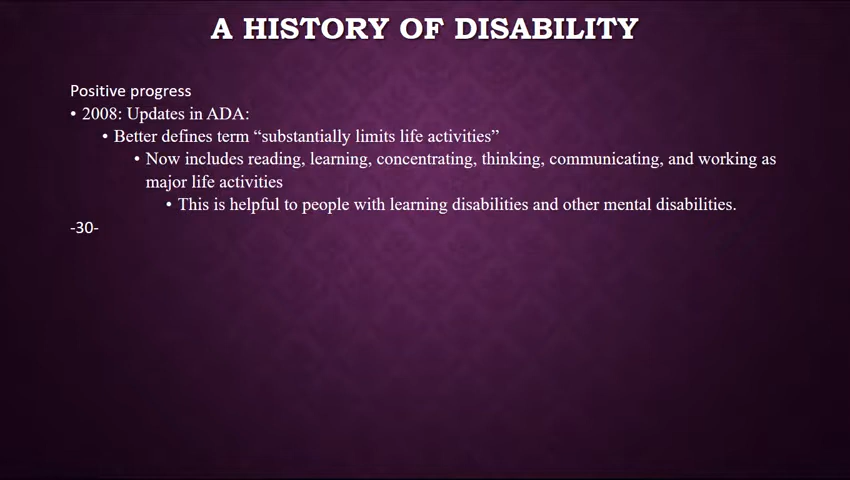 A HISTORY OF DISABILITY
Positive progress
• 2008: Updates in ADA:
• Better defines term “substantially limits life activities”
• Now includes reading, learning, concentrating, thinking, communicating, and working as
major life activities
• This is helpful to people with learning disabilities and other mental disabilities.
-30-